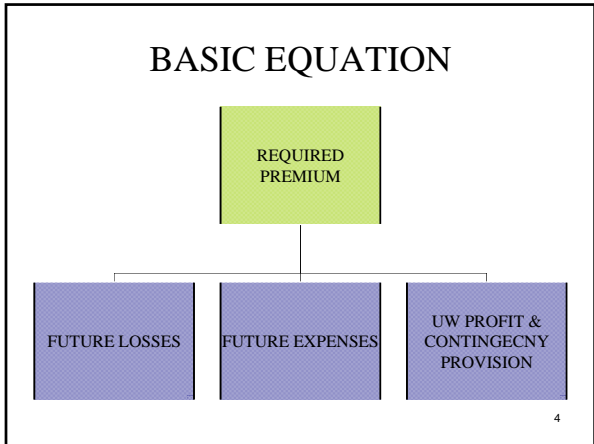 BASIC EQUATION
REQUIRED
PREMIUM
FUTURE LOSSES
FUTURE EXPENSES
UW PROFIT &
CONTINGECNY
PROVISION
4